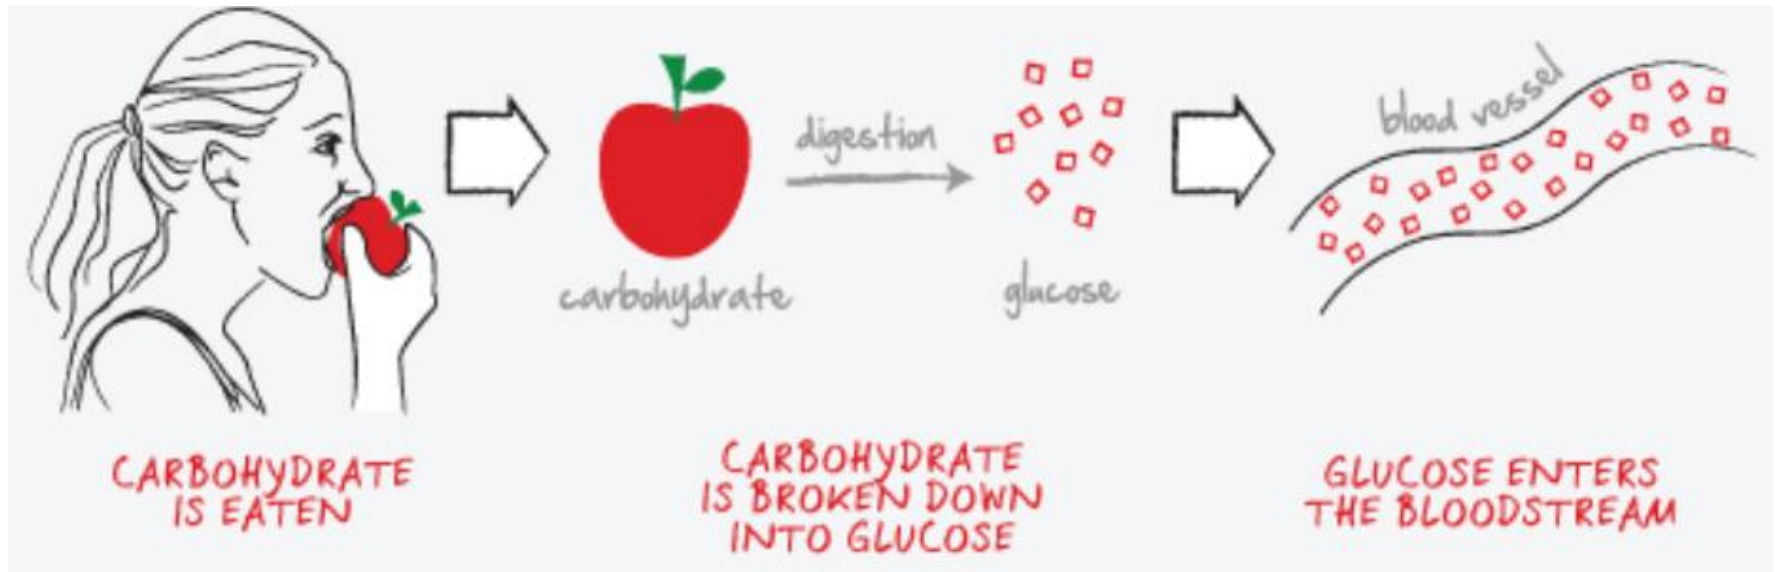 digestion
blood vessel
carbohydrate
glucose
CARBOHYDRATE
IS EATEN
CARBOHYDRATE
IS BROKEN DOWN
INTO GLUCOSE
GLUCOSE ENTERS
THE BLOODSTREAM